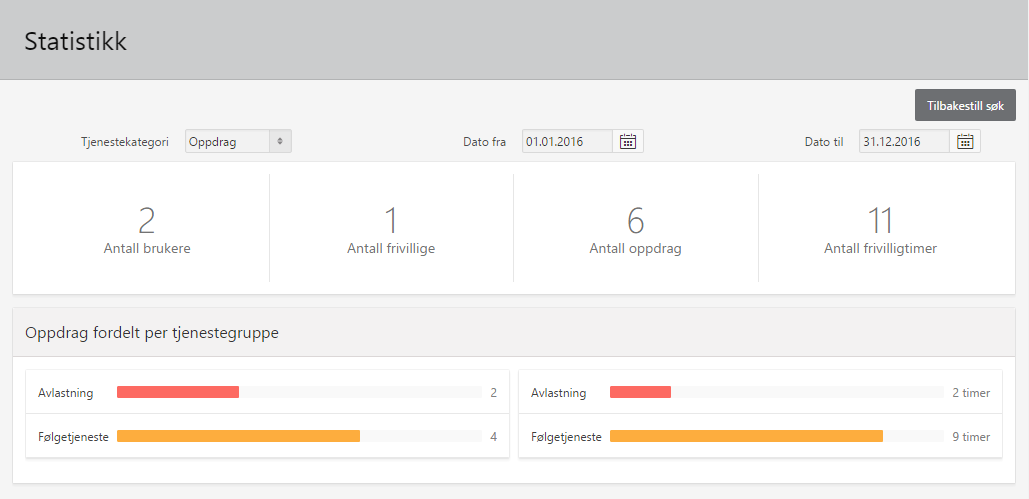 Statistikk
Tilbakestill søk
Tjenestekategori Oppdrag Dato fra 01.01.2016 Dato til 31.12.2016
2 1 6 11
Antall brukere Antall frivillige Antall oppdrag Antall frivilligtimer
Oppdrag fordelt per tjenestegruppe
Avlastning 2 Avlastning 2 timer
Følgetjeneste 4 Følgetjeneste 9 timer